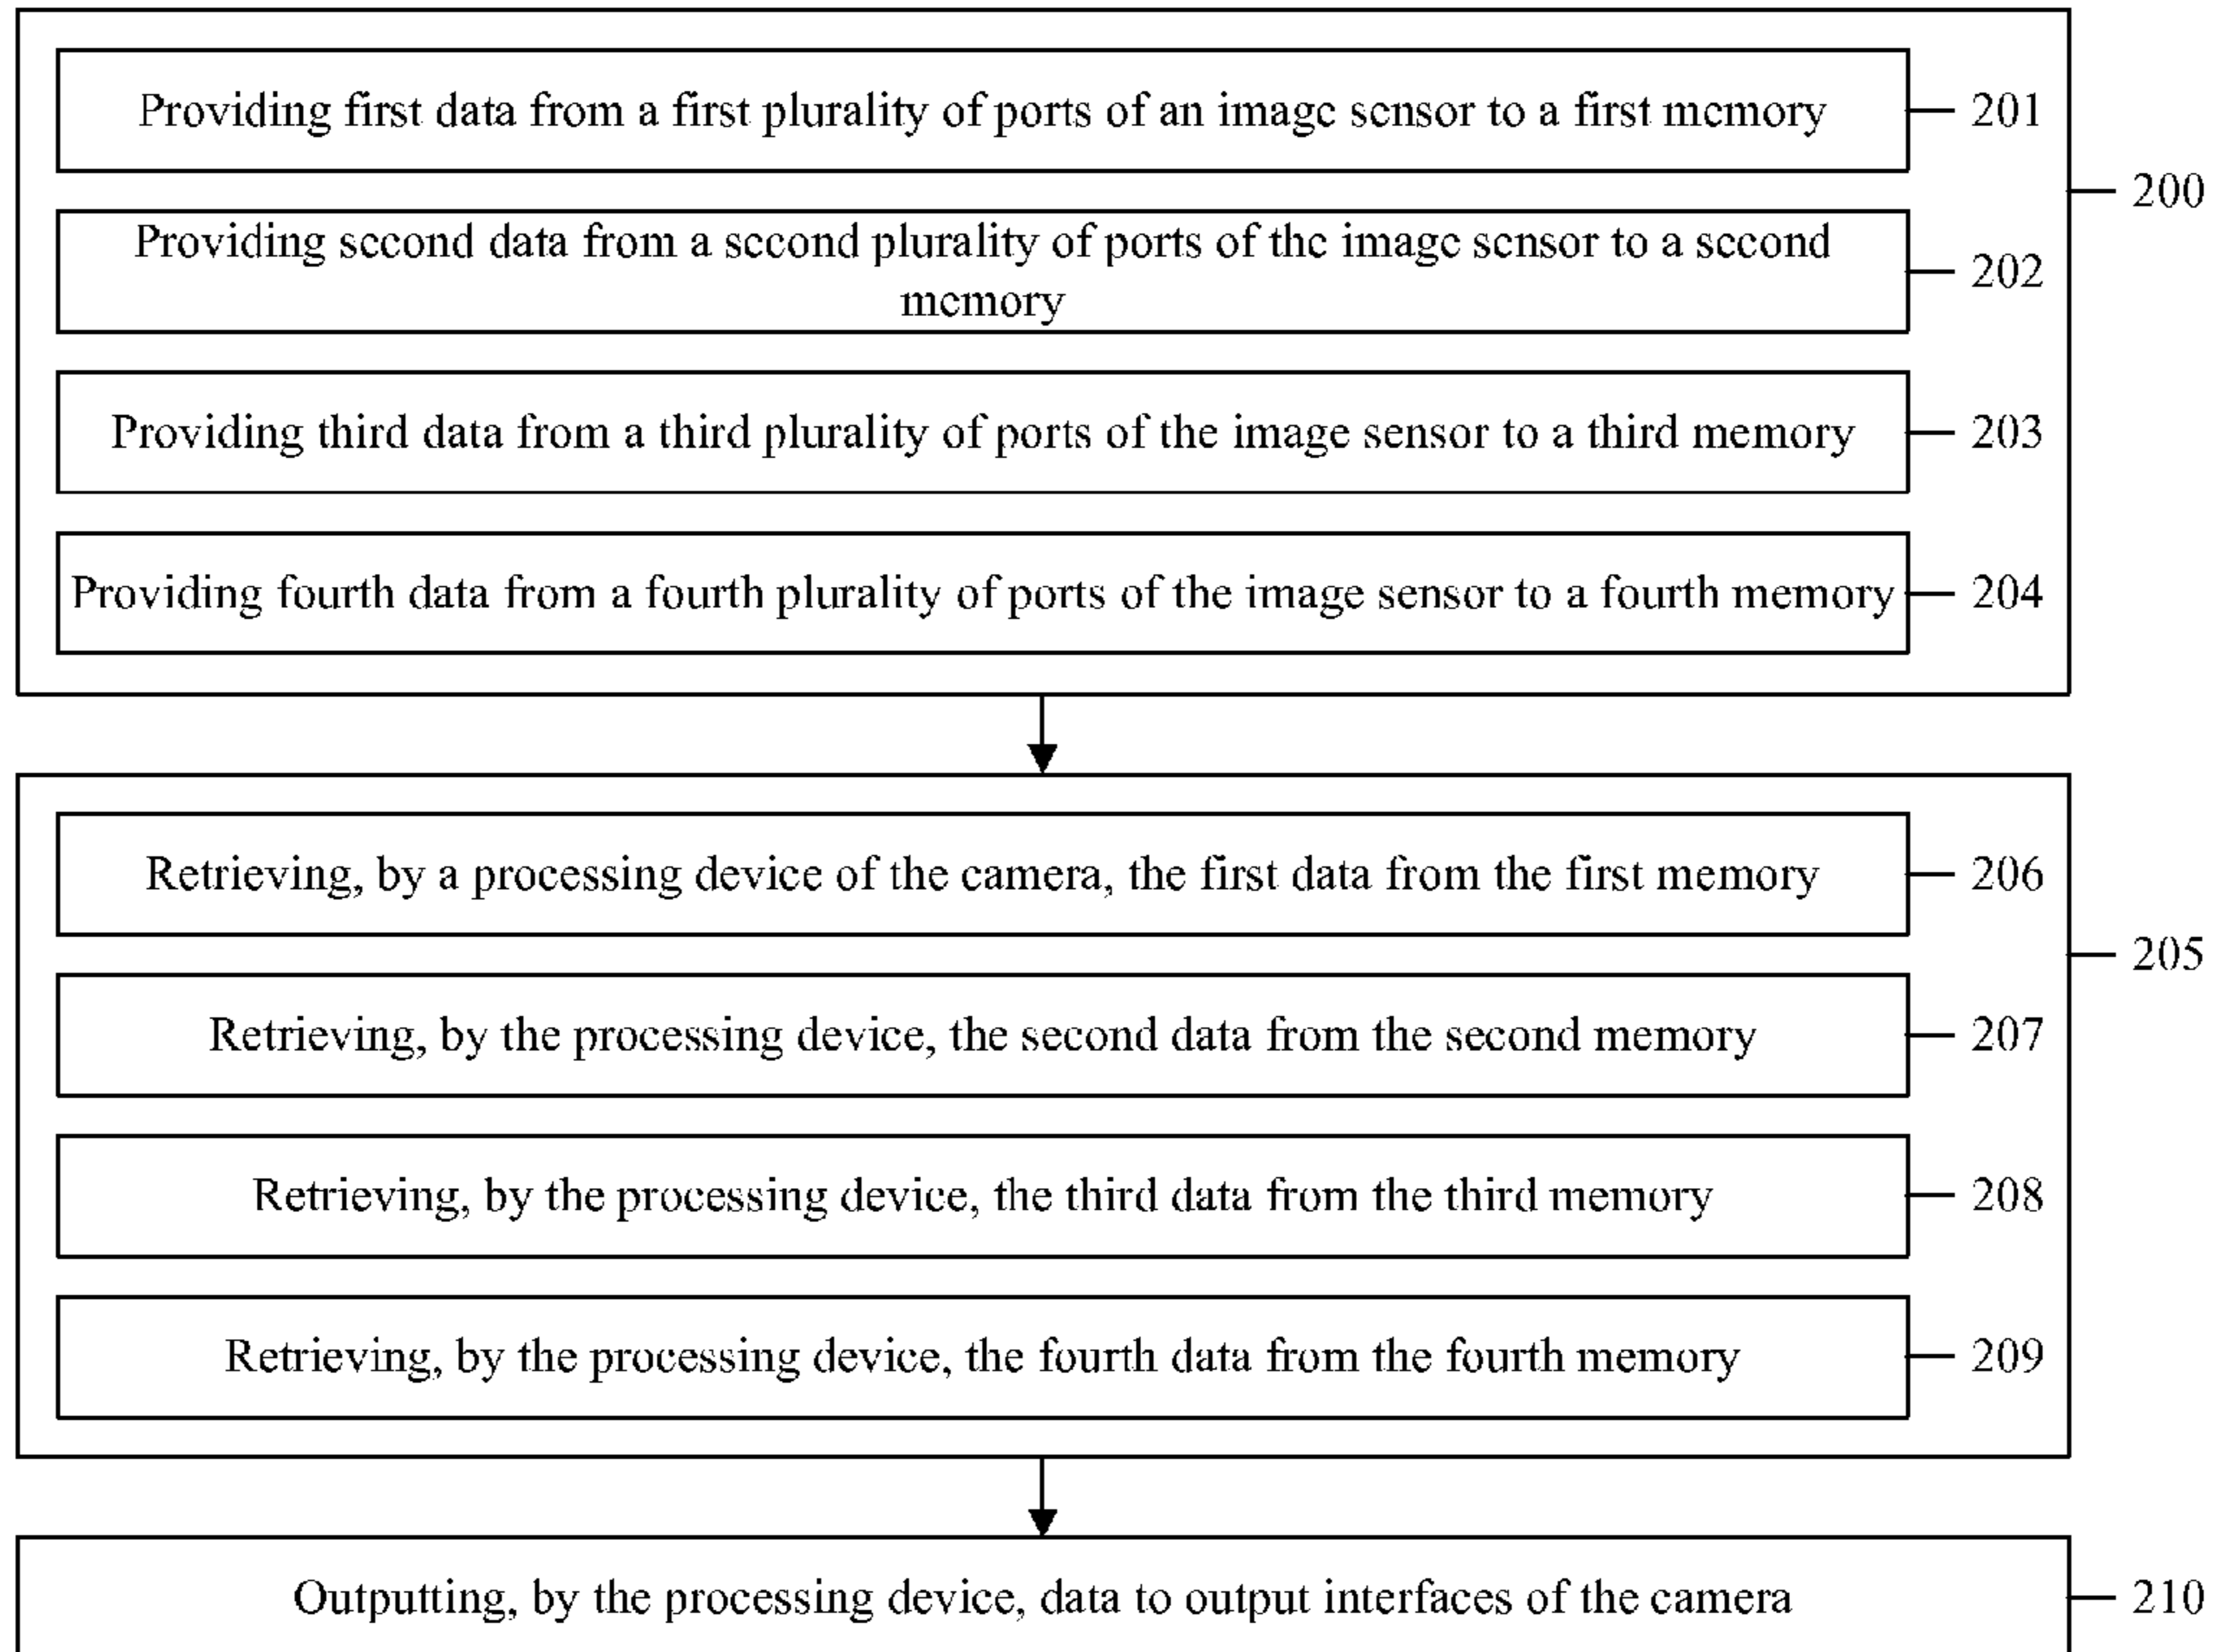 Providing first data from a first plurality of ports of an image sensor to a first memory
201
200
Providing second data from a second plurality of ports of the image sensor to a second
memory
202
Providing third data from a third plurality of ports of the image sensor to a third memory
203
Providing fourth data from a fourth plurality of ports of the image sensor to a fourth memory
204
Retrieving, by a processing device of the camera, the first data from the first memory
206
205
Retrieving, by the processing device, the second data from the second memory
207
Retrieving, by the processing device, the third data from the third memory
208
Retrieving, by the processing device, the fourth data from the fourth memory
209
Outputting, by the processing device, data to output interfaces of the camera
210